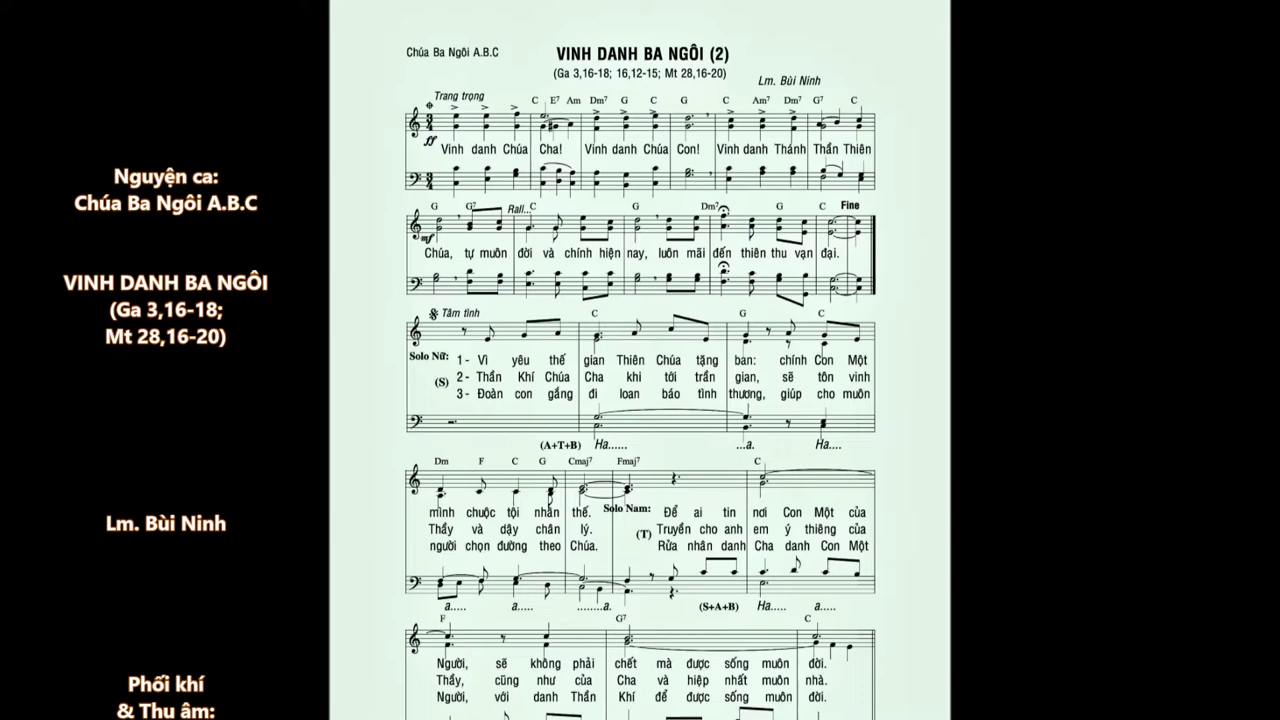 Nguyện ca:
Chúa Ba Ngôi A.B.C
VINH DANH BA NGÔI
(Ga 3,16-18;
Mt 28,16-20)
Lm. Bùi Ninh
Phối khí
& Thu âm:
Chúa Ba Ngôi A.B.C
VINH DANH BA NGÔI (2)
(Ga 3,16-18; 16,12-15; Mt 28,16-20)
Lm. Bùi Ninh
Trang trọng
C E7 Am Dm7 G C G C Am7 Dm7 G7 C
ff
Vinh danh Chúa Cha! Vinh danh Chúa Con! Vinh danh Thánh Thần Thiên
G G7 Rall... C G Dm7 G C Fine
mf
Chúa, tự muôn đời và chính hiện nay, luôn mãi đến thiên thu vạn đại.
Tâm tình C G C
Solo Nữ: 1- Vì yêu thế gian Thiên Chúa tặng ban: chính Con Một
(S) 2- Thần Khí Chúa Cha khi tới trần gian, sẽ tôn vinh
3- Đoàn con gắng đi loan báo tình thương, giúp cho muôn
(A+T+B) Ha...... ...a. Ha....
Dm F C G Cmaj7 Fmaj7 C
mình chuộc tội nhân thế. Solo Nam: Để ai tin nơi Con Một của
Thầy và dậy chân lý. (T) Truyền cho anh em ý thiêng của
người chọn đường theo Chúa. Rửa nhân danh Cha danh Con Một
a..... a..... ........a. (S+A+B) Ha..... a.....
F G7 C
Người, sẽ không phải chết mà được sống muôn đời.
Thầy, cũng như của Cha và hiệp nhất muôn nhà.
Người, với danh Thần Khí để được sống muôn đời.